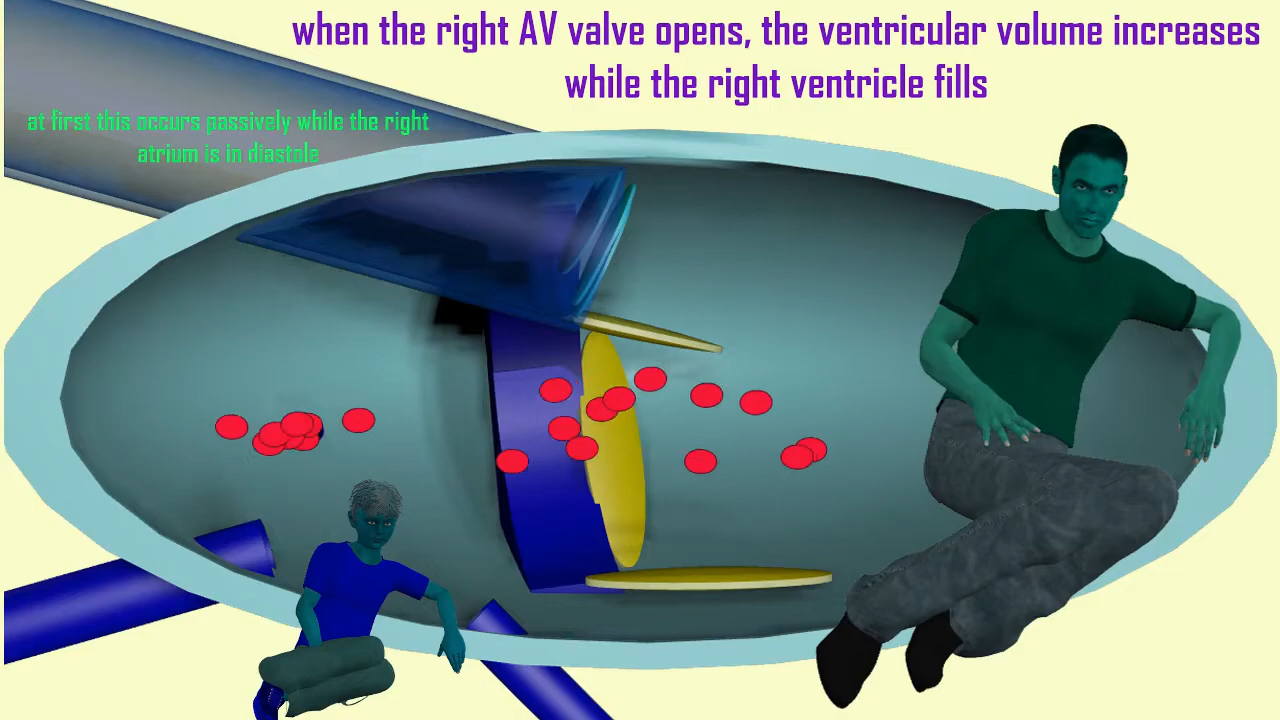 when the right AV valve opens, the ventricular volume increases
while the right ventricle fills
at first this occurs passively while the right
atrium is in diastole